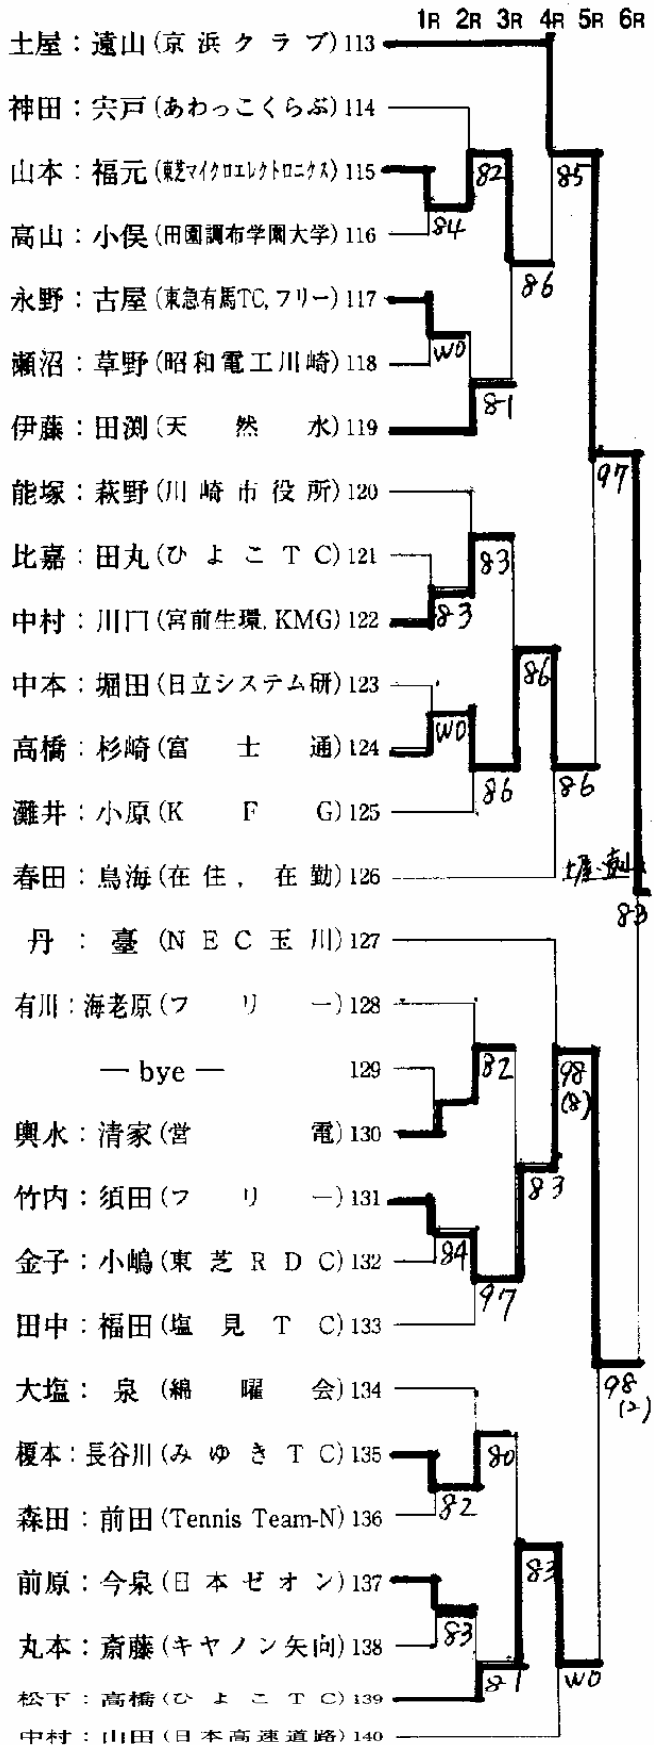 1R 2R 3R 4R 5R 6R
土屋：遠山(京浜クラブ)113
神田：宍戸(あわっこくらぶ)114
山本：福元(東芝マイクロエレクトロニクス)115
82
85
高山：小俣(田園調布学園大学)116
84
86
永野：古屋(東急有馬TC,フリー)117
瀬沼：草野(昭和電工川崎)118
WO
81
伊藤：田渕(天然水)119
97
能塚：萩野(川崎市役所)120
比嘉：田丸(ひよこTC)121
83
中村：川口(宮前生環,KMG)122
83
中本：堀田(日立システム研)123
86
高橋：杉崎(富士通)124
WO
86
86
灘井：小原(KFG)125
春田：鳥海(在住，在勤)126
土屋・遠山
83
丹：臺(NEC玉川)127
有川：海老原(フリー)128
—bye— 129
82
98
(8)
輿水：清家(営電)130
83
竹内：須田(フリー)131
金子：小嶋(東芝RDC)132
84
97
田中：福田(塩見TC)133
大塩：泉(綿曜会)134
98
(2)
榎本：長谷川(みゆきTC)135
80
82
森田：前田(Tennis Team-N)136
前原：今泉(日本ゼオン)137
83
丸本：斎藤(キヤノン矢向)138
83
松下：高橋(ひよこTC)139
81
WO
中村：山田(日本高速道路)140